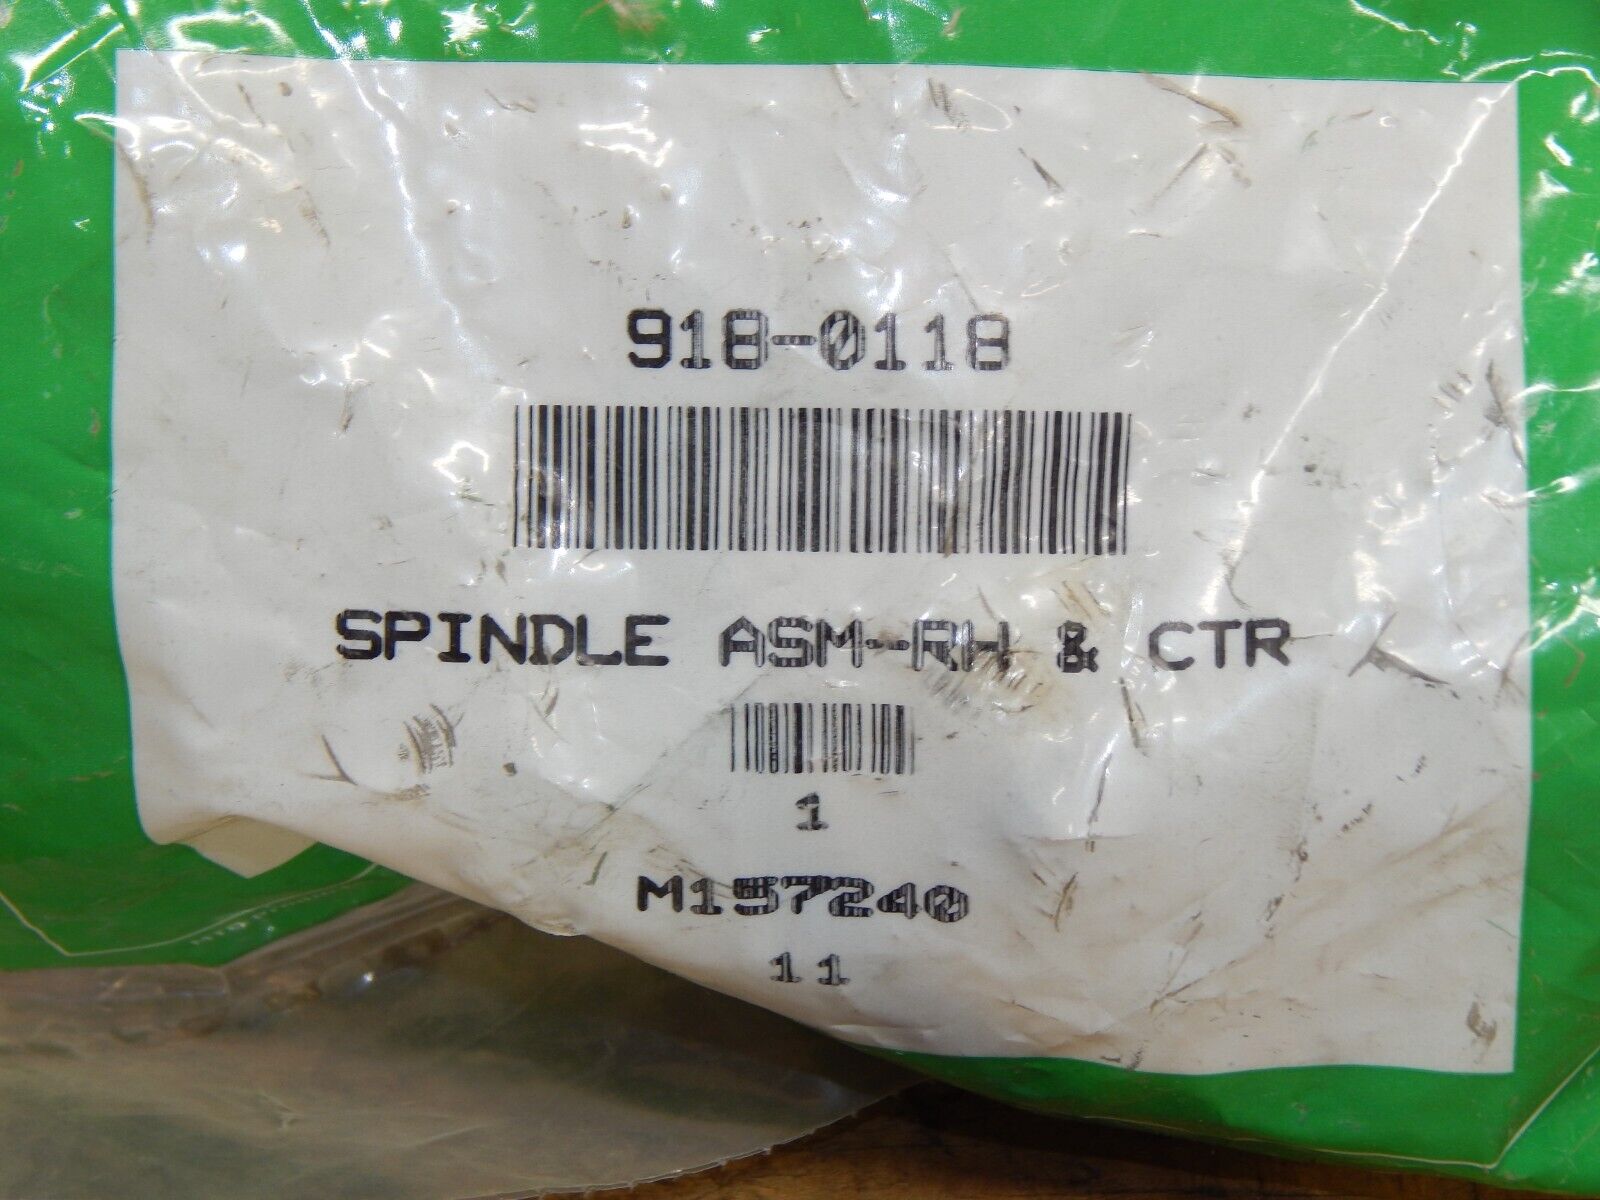 918-0118
SPINDLE ASM--RH & CTR
1
M157240
11